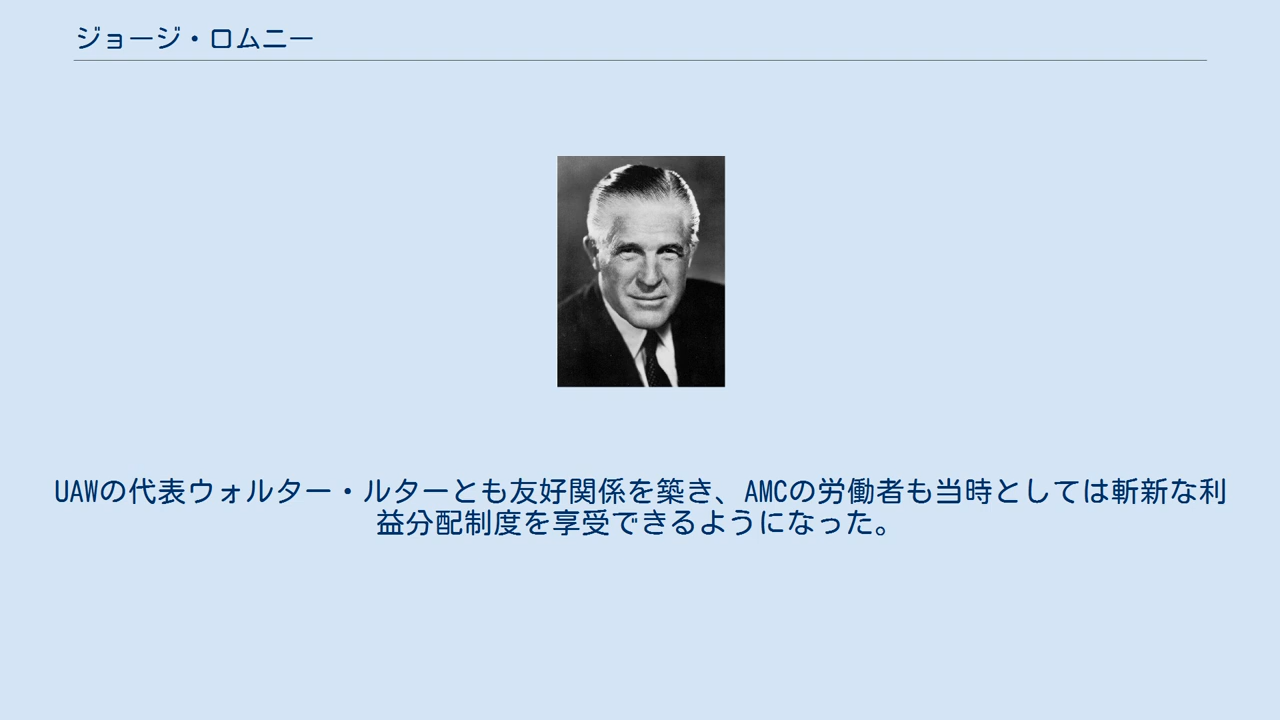 ジョージ・ロムニー
UAWの代表ウォルター・ルターとも友好関係を築き、AMCの労働者も当時としては斬新な利
益分配制度を享受できるようになった。